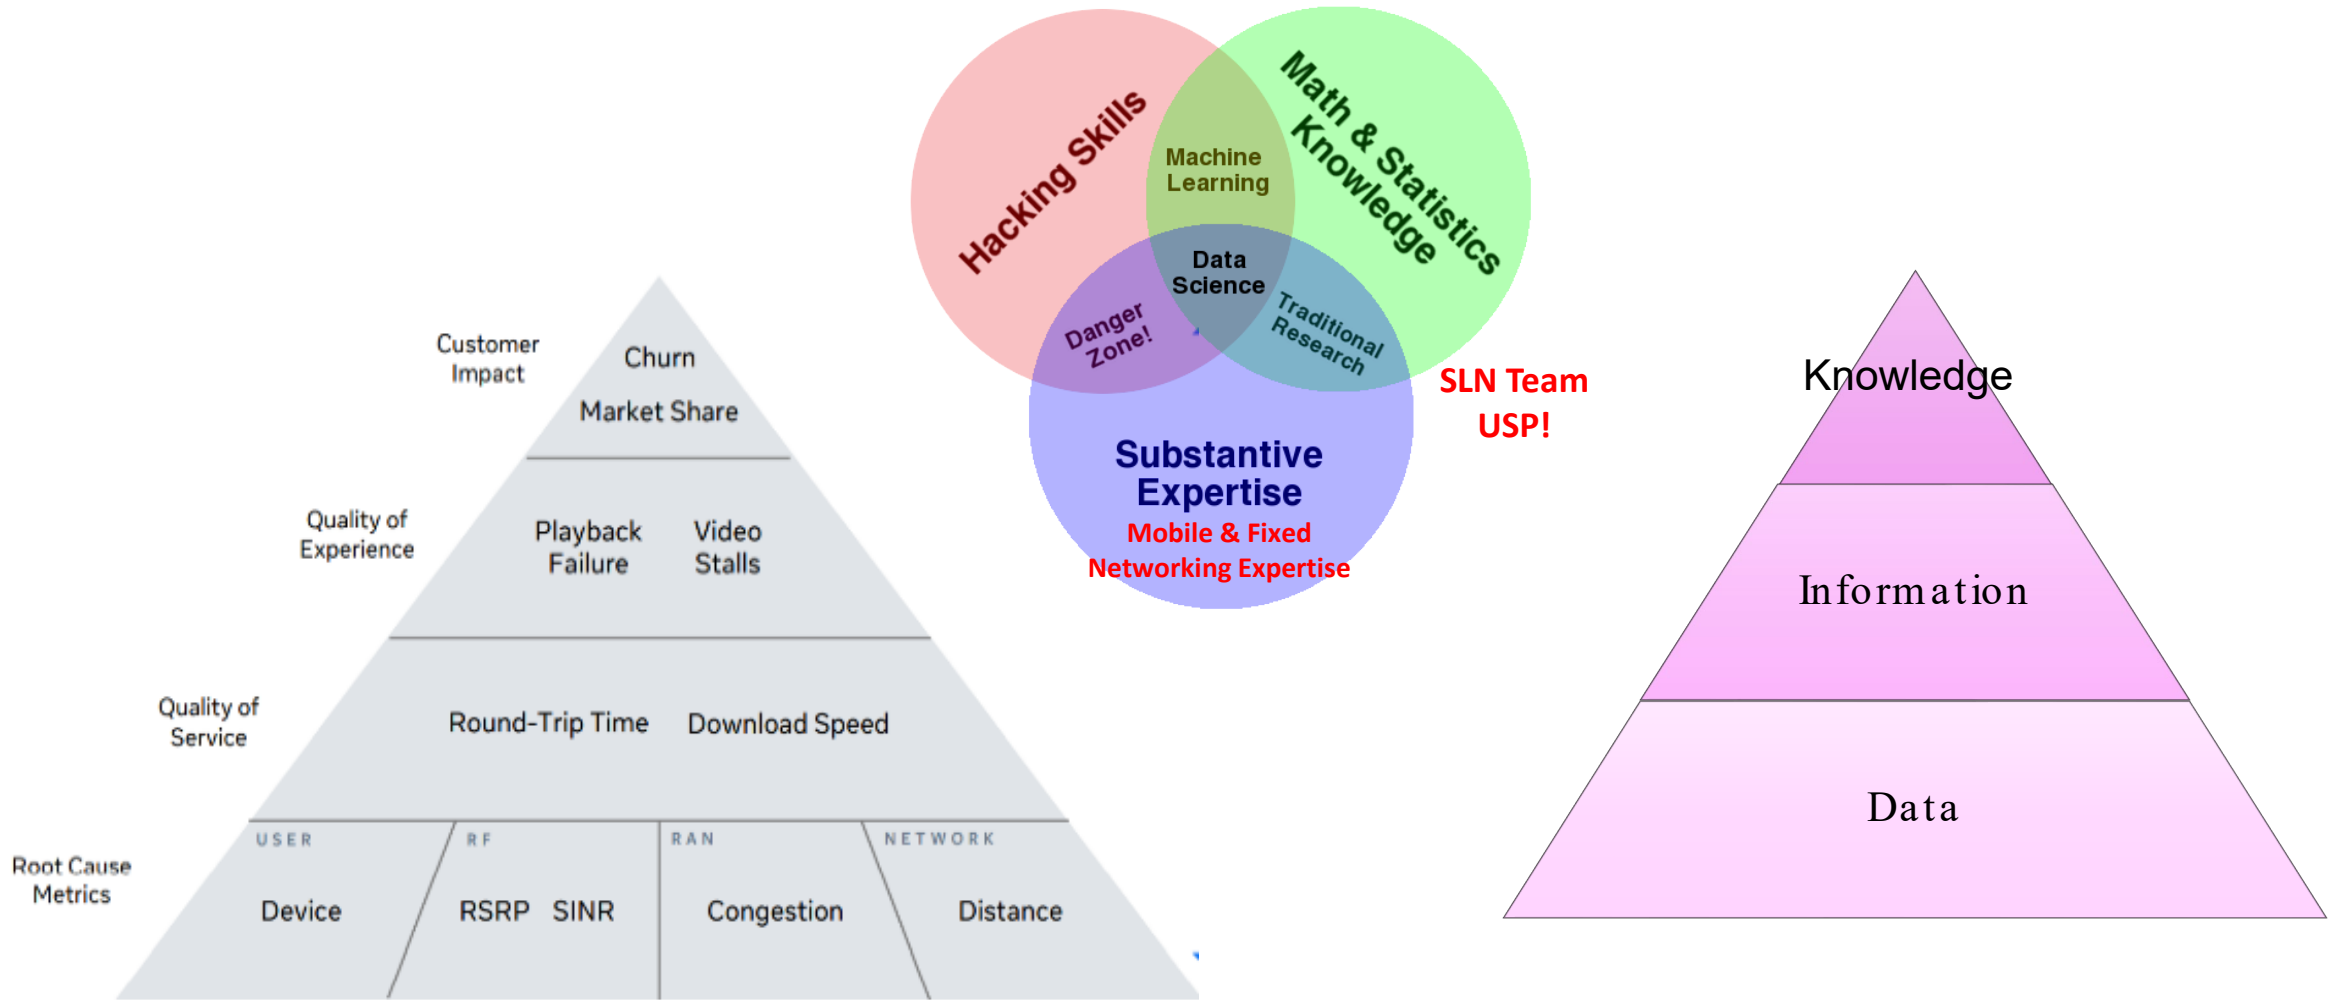 Customer
Impact
Churn
Market Share
Quality of
Experience
Playback
Failure
Video
Stalls
Quality of
Service
Round-Trip Time
Download Speed
Root Cause
Metrics
USER
Device
RF
RSRP SINR
RAN
Congestion
NETWORK
Distance
Hacking Skills
Math & Statistics
Knowledge
Machine
Learning
Data
Science
Danger
Zone!
Traditional
Research
Substantive
Expertise
Mobile & Fixed
Networking Expertise
SLN Team
USP!
Knowledge
Information
Data